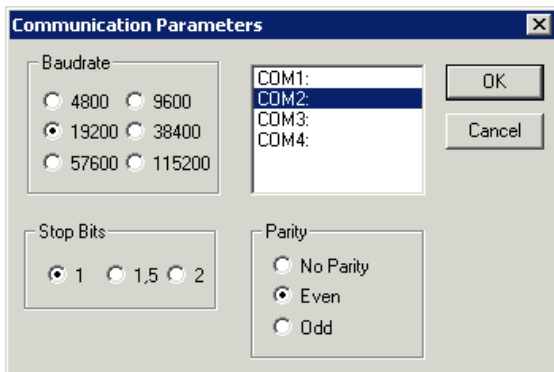 Communication Parameters
Baudrate
4800 9600
19200 38400
57600 115200
COM1:
COM2:
COM3:
COM4:
OK
Cancel
Stop Bits
1 1,5 2
Parity
No Parity
Even
Odd